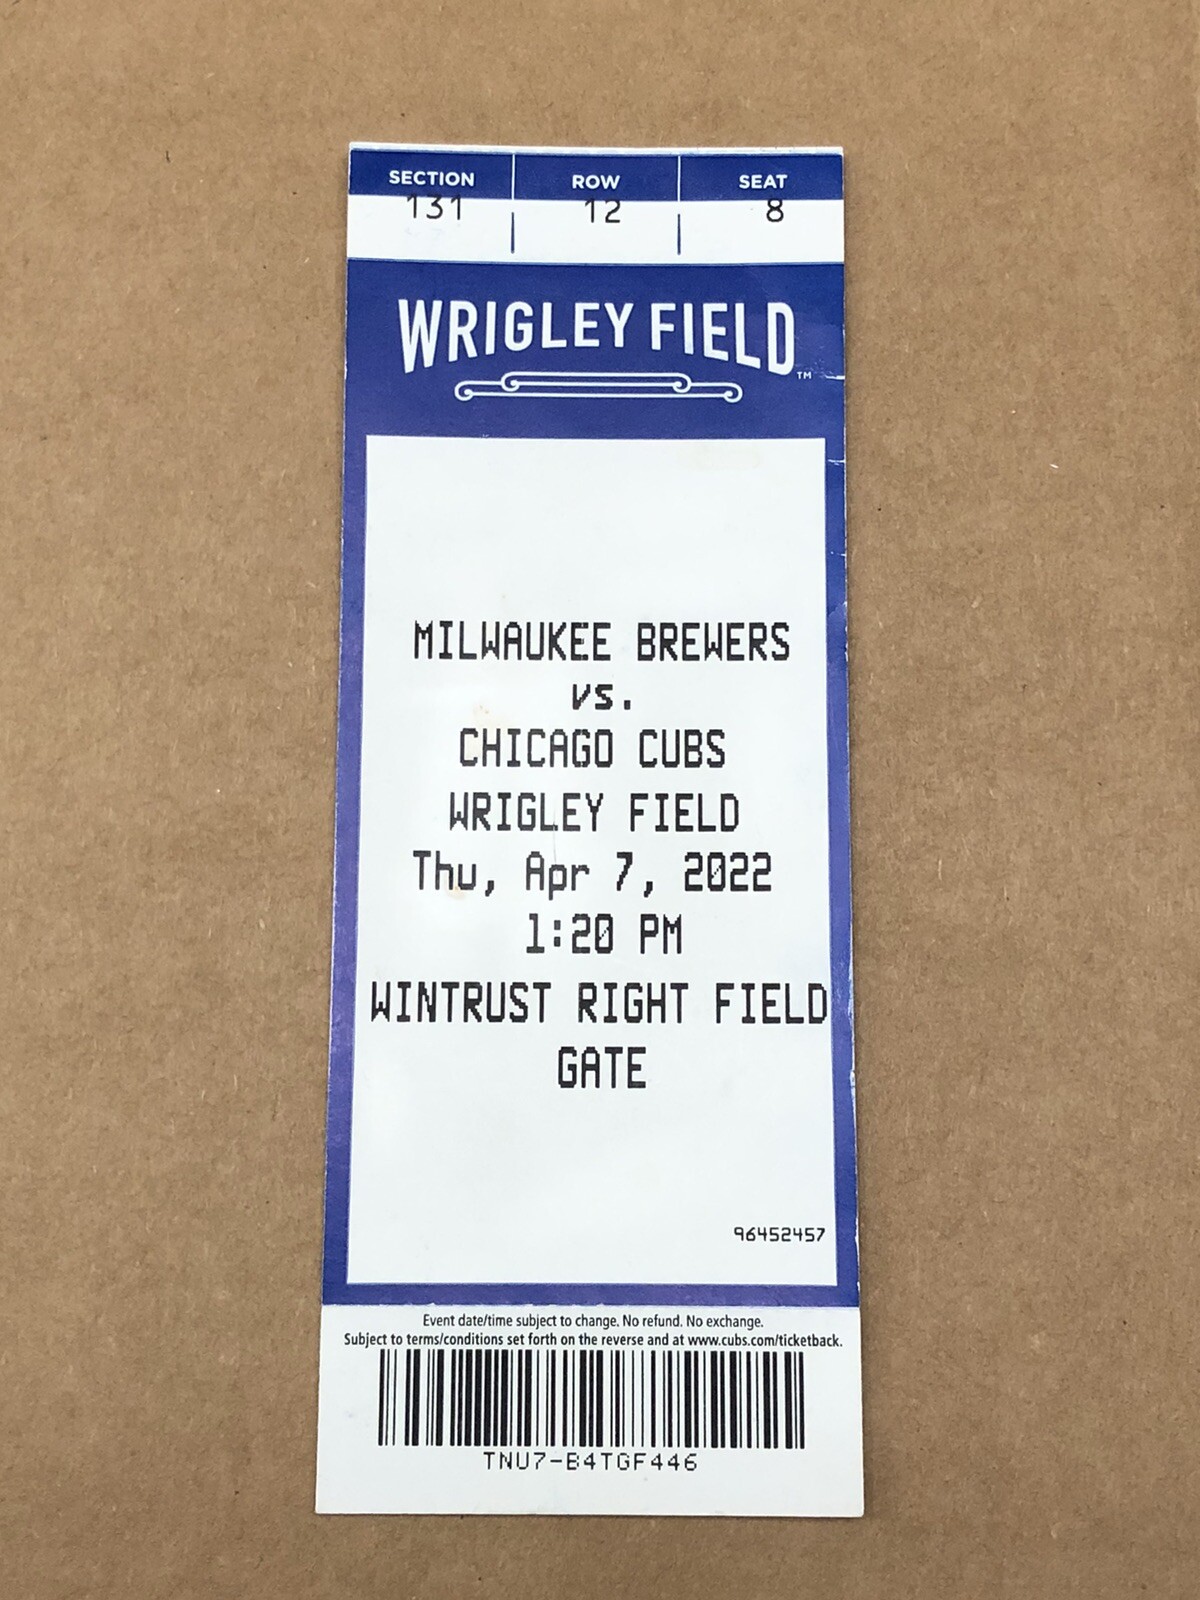 SECTION ROW SEAT
131 12 8
WRIGLEY FIELD™
MILWAUKEE BREWERS
vs.
CHICAGO CUBS
WRIGLEY FIELD
Thu, Apr 7, 2022
1:20 PM
WINTRUST RIGHT FIELD
GATE
96452457
Event date/time subject to change. No refund. No exchange.
Subject to terms/conditions set forth on the reverse and at www.cubs.com/ticketback.
TNU7-B4TGF446